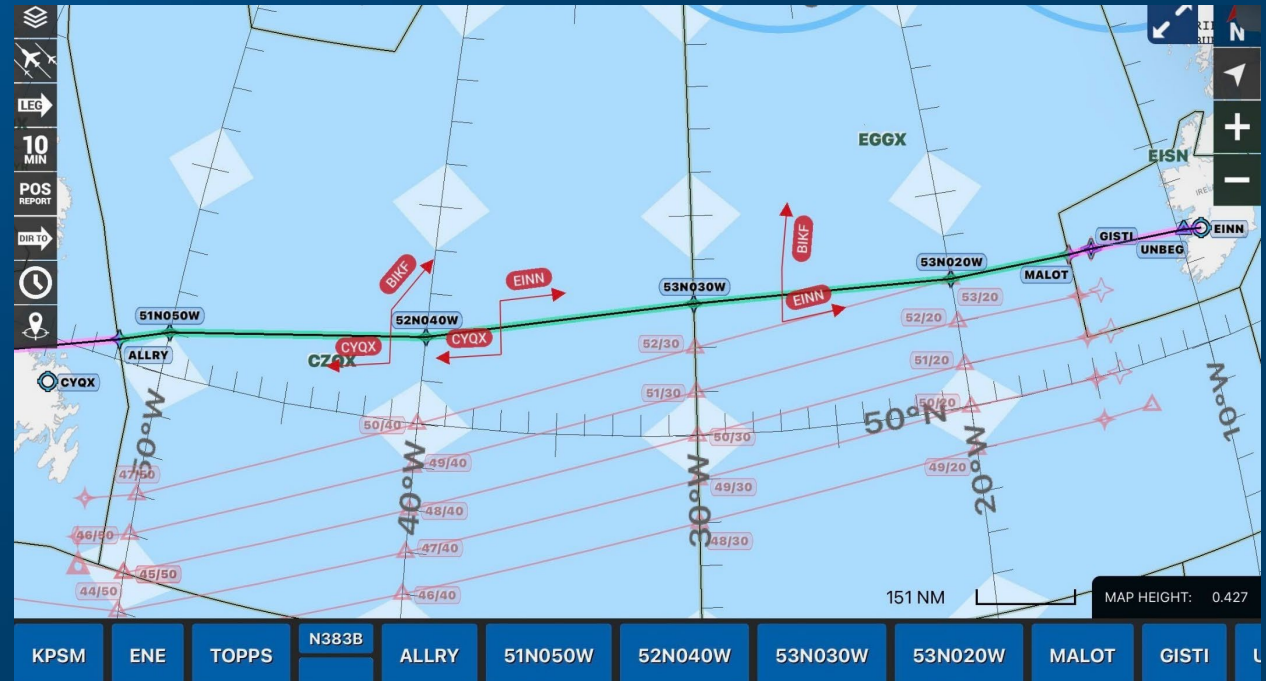 N
LEG
10
MIN
POS
REPORT
DIR TO
EGGX
EISN
BIKF
BIKF
EINN
EINN
GISTI
UNBEG
EINN
MALOT
53N020W
53N030W
51N050W
52N040W
CYQX
CYQX
CZQX
ALLRY
CYQX
53/20
52/20
52/30
51/20
51/30
50/20
50/40
50/30
50°N
49/20
49/40
49/30
48/40
48/30
47/50
47/40
46/50
46/40
45/50
44/50
50°W
40°W
30°W
20°W
10°W
151 NM
MAP HEIGHT: 0.427
KPSM
ENE
TOPPS
N383B
ALLRY
51N050W
52N040W
53N030W
53N020W
MALOT
GISTI